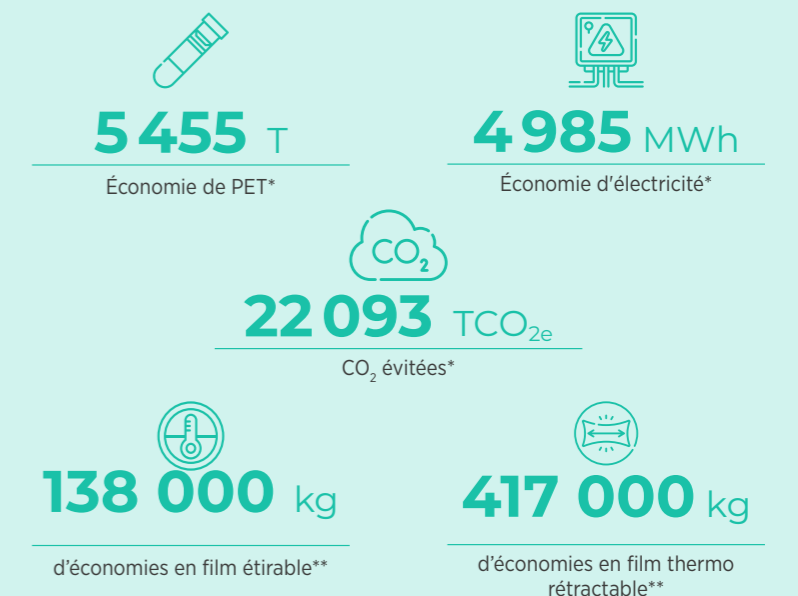 5 455 T
4 985 MWh
Économie de PET*
Économie d'électricité*
CO2
22 093 TCO2e
CO2 évitées*
138 000 kg
417 000 kg
d’économies en film étirable**
d’économies en film thermo
rétractable**